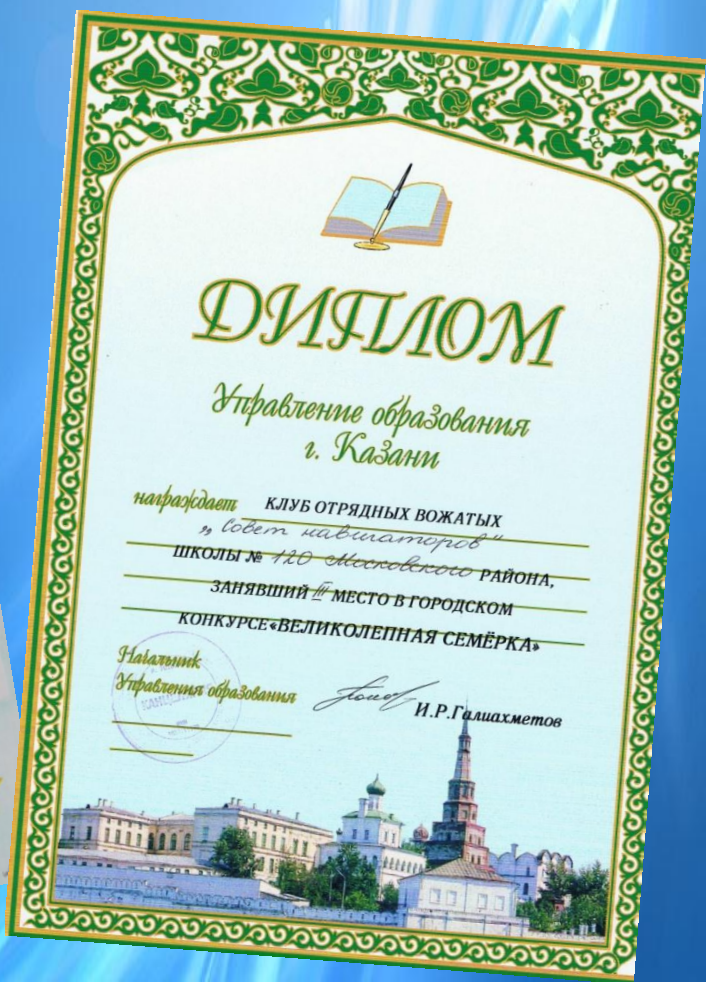 ДИПЛОМ
Управление образования
г. Казани
награждает КЛУБ ОТРЯДНЫХ ВОЖАТЫХ
„Совет навигаторов"
ШКОЛЫ № 120 Московского РАЙОНА,
ЗАНЯВШИЙ III МЕСТО В ГОРОДСКОМ
КОНКУРСЕ «ВЕЛИКОЛЕПНАЯ СЕМЁРКА»
Начальник
Управления образования
И.Р.Галиахметов